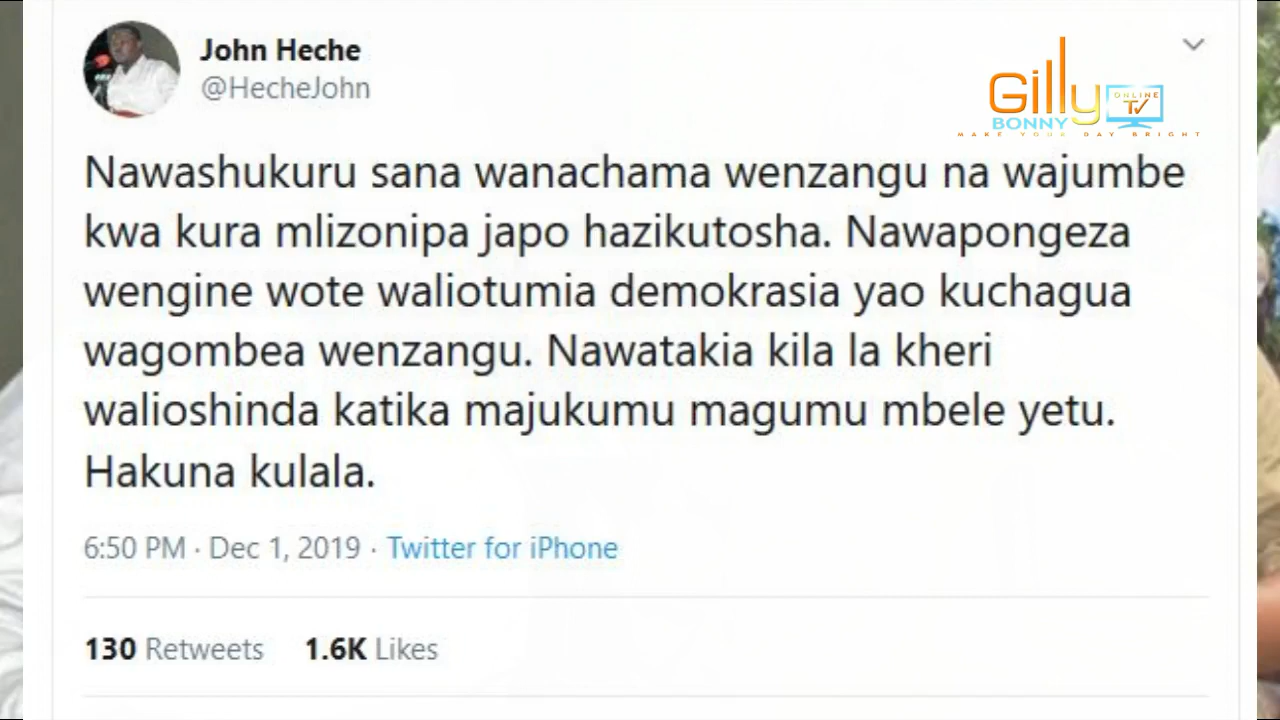 John Heche
@HecheJohn
Gilly
BONNY
ONLINE
TV
MAKE YOUR DAY BRIGHT
Nawashukuru sana wanachama wenzangu na wajumbe
kwa kura mlizonipa japo hazikutosha. Nawapongeza
wengine wote waliotumia demokrasia yao kuchagua
wagombea wenzangu. Nawatakia kila la kheri
walioshinda katika majukumu magumu mbele yetu.
Hakuna kulala.
6:50 PM · Dec 1, 2019 · Twitter for iPhone
130 Retweets 1.6K Likes